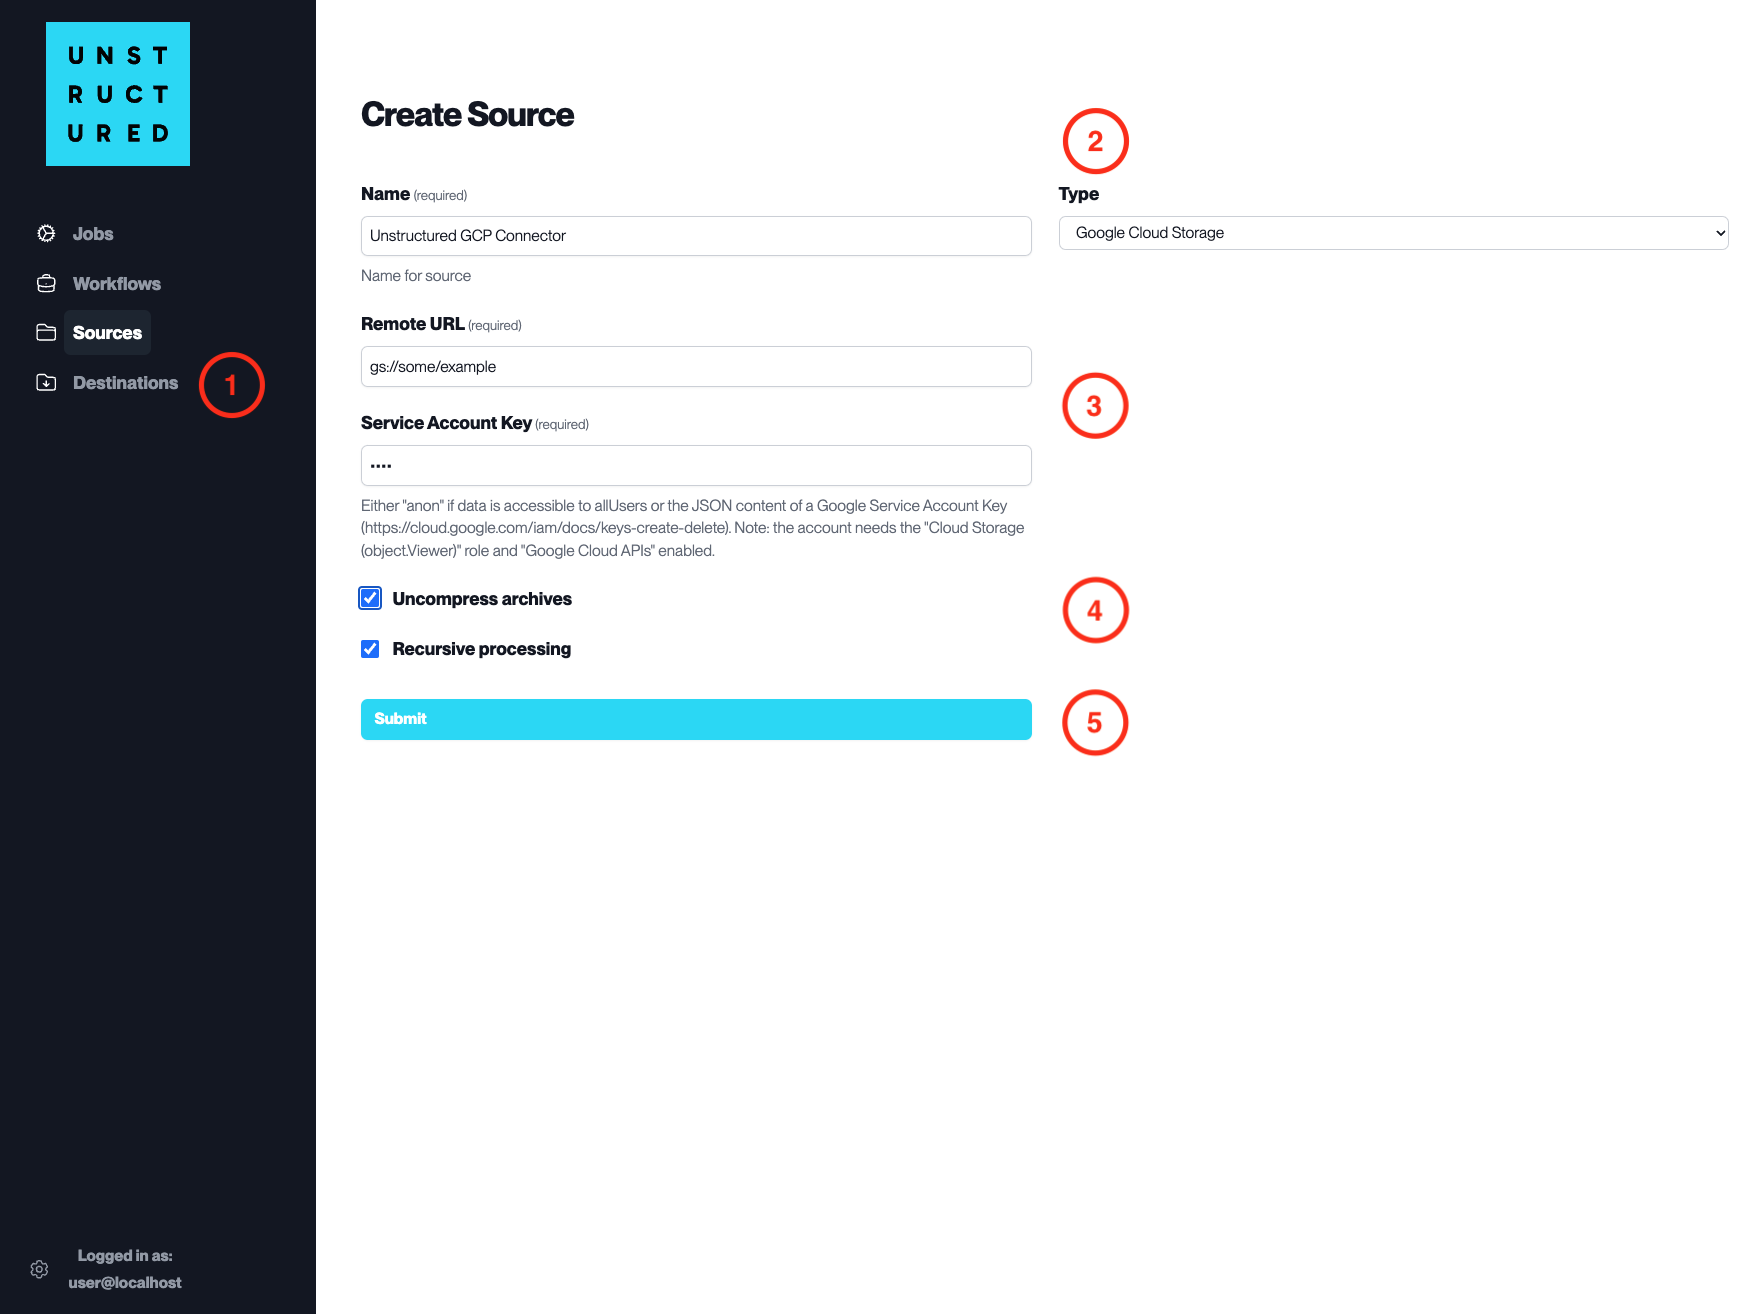 UNST
RUCT
URED
Jobs
Workflows
Sources
Destinations
1
Create Source
2
Name (required)
Type
Unstructured GCP Connector
Google Cloud Storage
Name for source
Remote URL (required)
gs://some/example
3
Service Account Key (required)
••••
Either "anon" if data is accessible to allUsers or the JSON content of a Google Service Account Key
(https://cloud.google.com/iam/docs/keys-create-delete). Note: the account needs the "Cloud Storage
(object.Viewer)" role and "Google Cloud APIs" enabled.
Uncompress archives
4
Recursive processing
Submit
5
Logged in as:
user@localhost